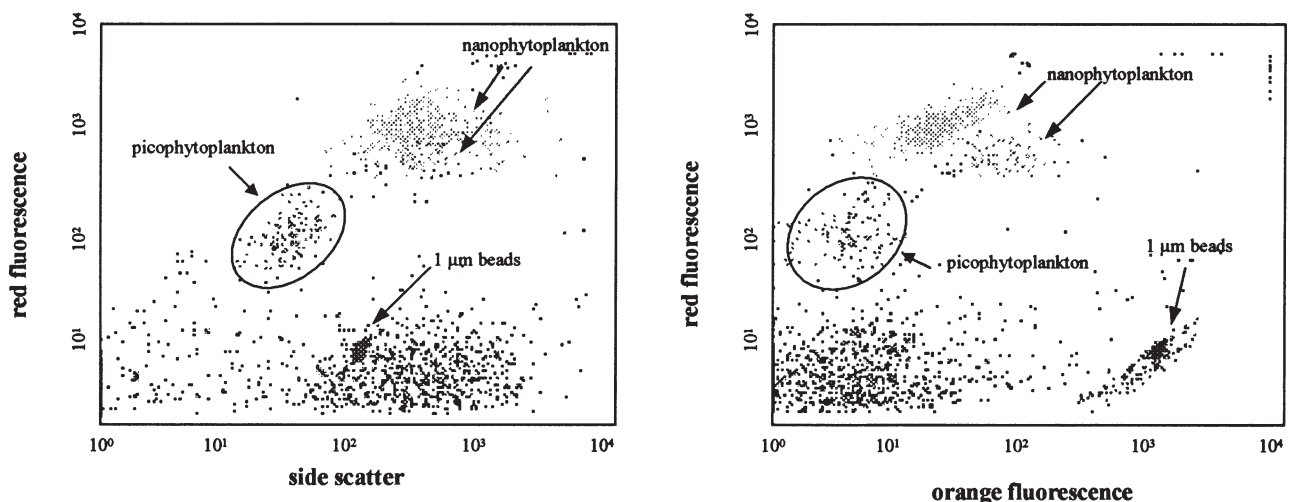 10⁴
nanophytoplankton
10³
picophytoplankton
red fluorescence
10²
1 μm beads
10¹
10⁰ 10¹ 10² 10³ 10⁴
side scatter
10⁴
nanophytoplankton
10³
red fluorescence
10²
1 μm beads
picophytoplankton
10¹
10⁰ 10¹ 10² 10³ 10⁴
orange fluorescence